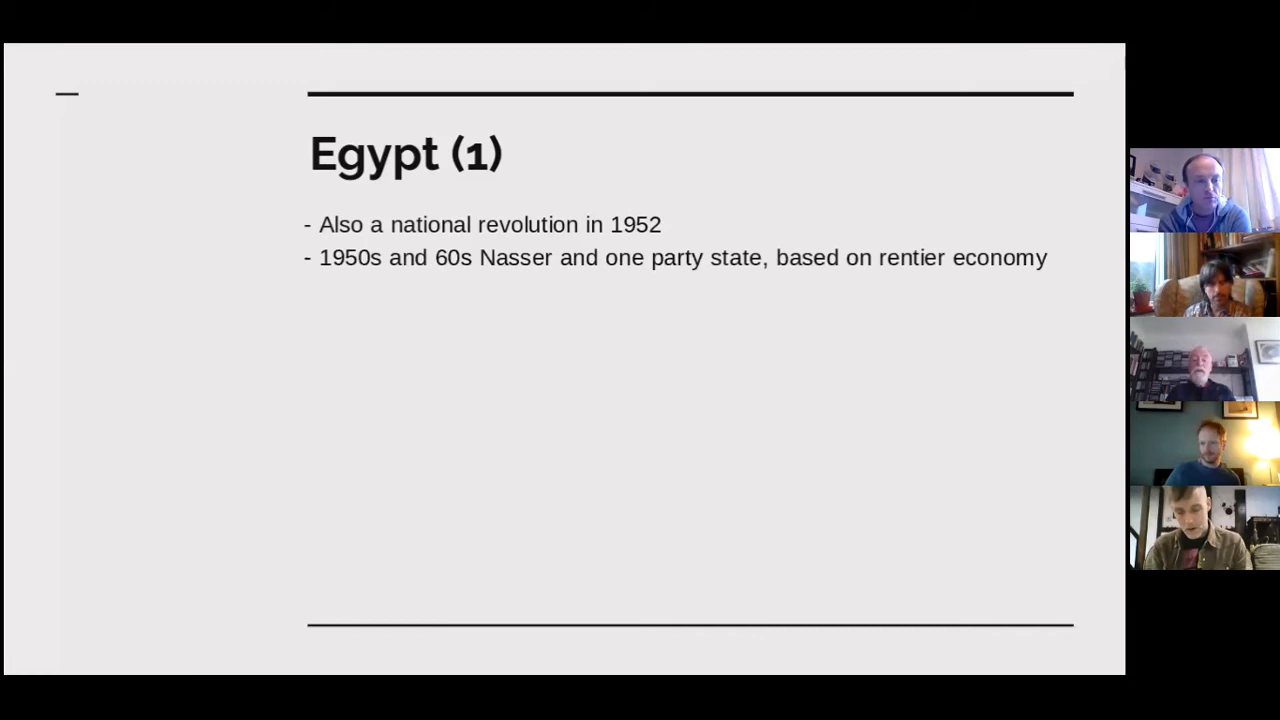 Egypt (1)
- Also a national revolution in 1952
- 1950s and 60s Nasser and one party state, based on rentier economy